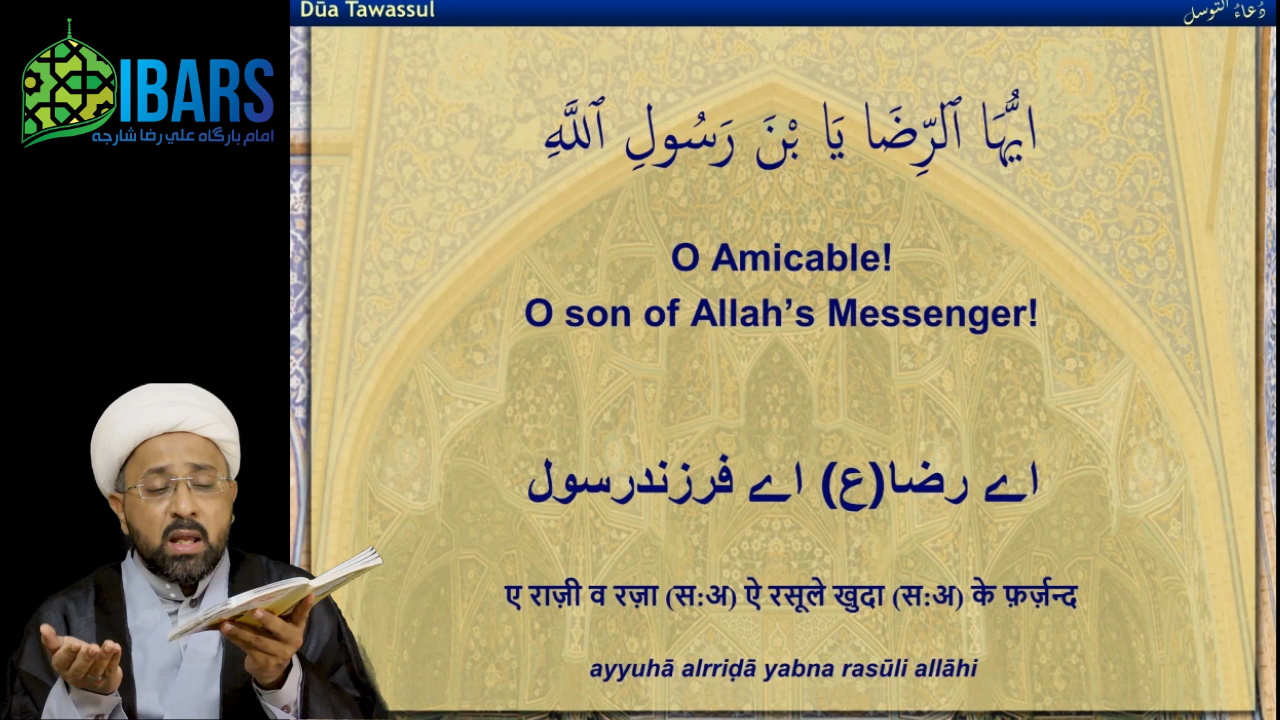 Dūa Tawassul
دُعاءُ التوسل
IBARS
امام بارگاه علي رضا شارجه
ايُّهَا ٱلرِّضَا يَا بْنَ رَسُولِ ٱللَّهِ
O Amicable!
O son of Allah’s Messenger!
اے رضا(ع) اے فرزندرسول
ए राज़ी व रज़ा (स:अ) ऐ रसूले खुदा (स:अ) के फ़र्ज़न्द
ayyuhā alrriḍā yabna rasūli allāhi